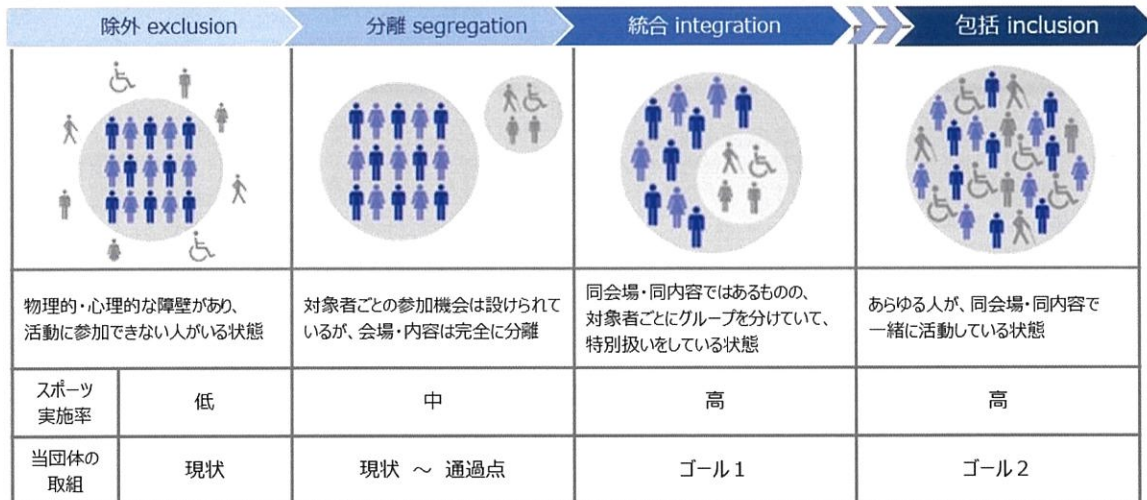 除外 exclusion
分離 segregation
統合 integration
包括 inclusion
物理的・心理的な障壁があり、
活動に参加できない人がいる状態
対象者ごとの参加機会は設けられて
いるが、会場・内容は完全に分離
同会場・同内容ではあるものの、
対象者ごとにグループを分けていて、
特別扱いをしている状態
あらゆる人が、同会場・同内容で
一緒に活動している状態
スポーツ
実施率
低
中
高
高
当団体の
取組
現状
現状 ～ 通過点
ゴール1
ゴール2